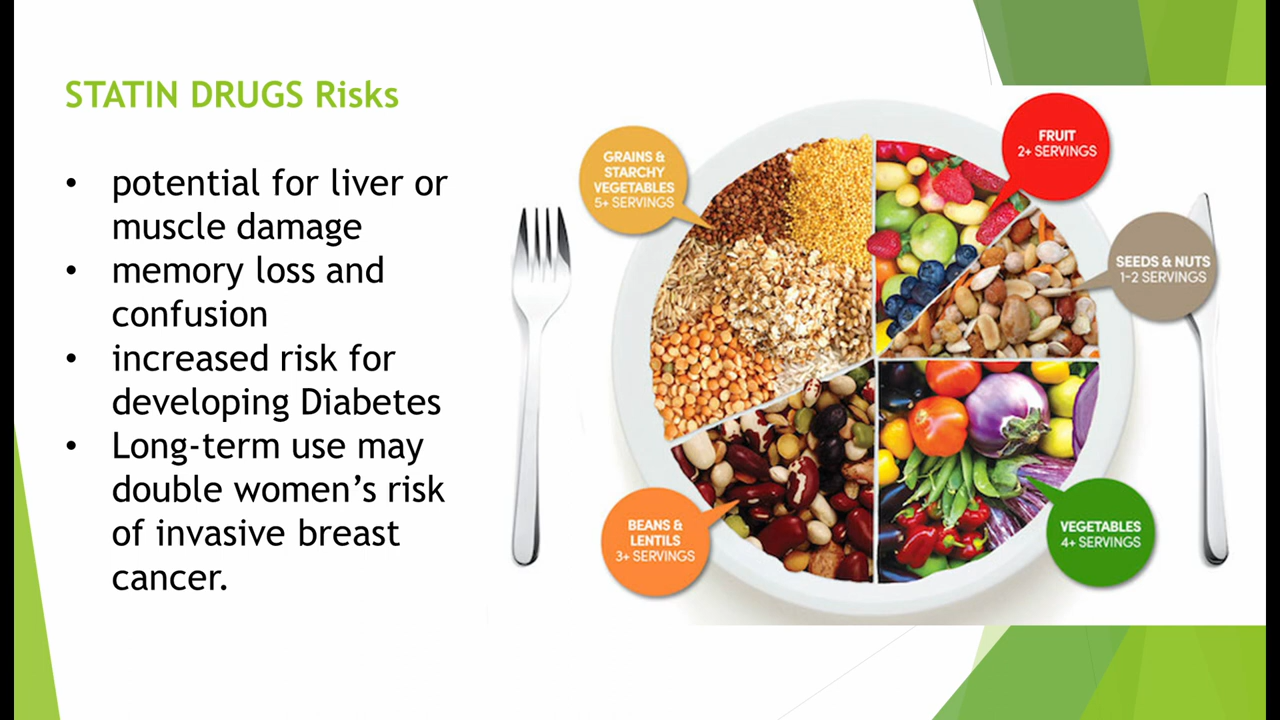 STATIN DRUGS Risks
• potential for liver or
muscle damage
• memory loss and
confusion
• increased risk for
developing Diabetes
• Long-term use may
double women’s risk
of invasive breast
cancer.
GRAINS &
STARCHY
VEGETABLES
5+ SERVINGS
FRUIT
2+ SERVINGS
SEEDS & NUTS
1-2 SERVINGS
BEANS &
LENTILS
3+ SERVINGS
VEGETABLES
4+ SERVINGS